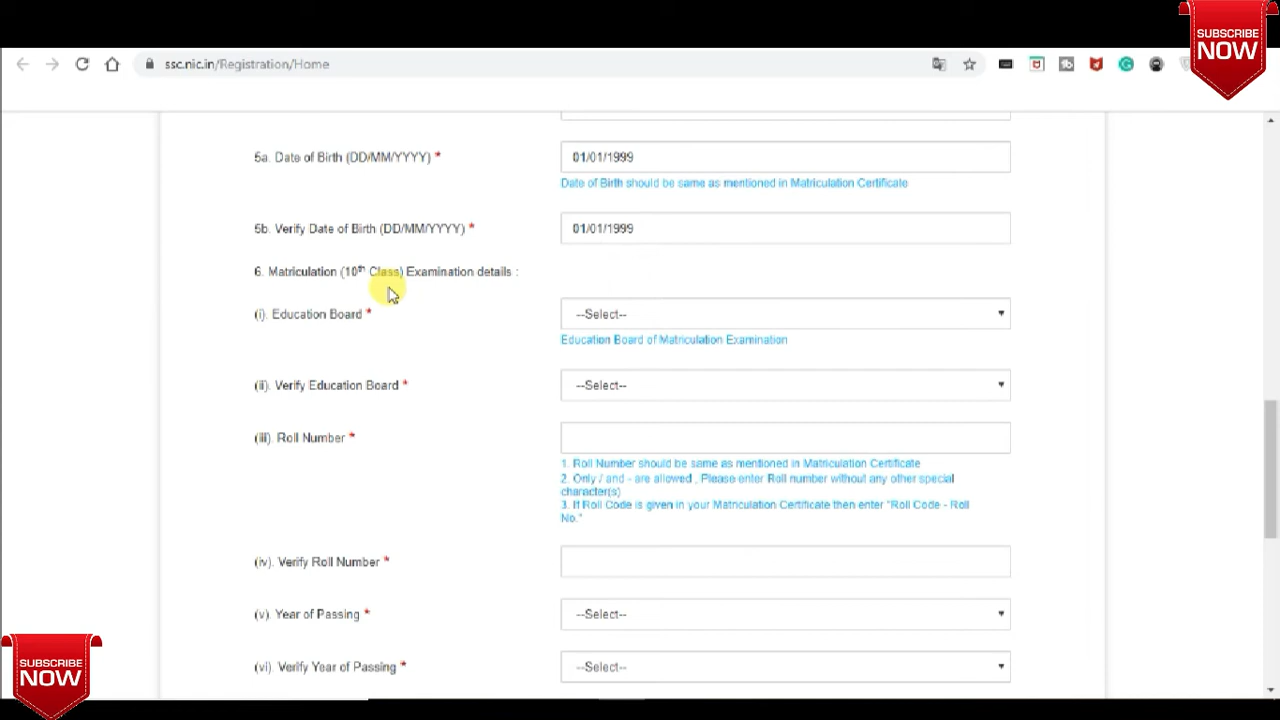 SUBSCRIBE
NOW
ssc.nic.in/Registration/Home
5a. Date of Birth (DD/MM/YYYY) *
01/01/1999
Date of Birth should be same as mentioned in Matriculation Certificate
5b. Verify Date of Birth (DD/MM/YYYY) *
01/01/1999
6. Matriculation (10th Class) Examination details :
(i). Education Board *
--Select--
Education Board of Matriculation Examination
(ii). Verify Education Board *
--Select--
(iii). Roll Number *
1. Roll Number should be same as mentioned in Matriculation Certificate
2. Only / and - are allowed , Please enter Roll number without any other special
character(s)
3. If Roll Code is given in your Matriculation Certificate then enter "Roll Code - Roll
No."
(iv). Verify Roll Number *
(v). Year of Passing *
--Select--
(vi). Verify Year of Passing *
--Select--
SUBSCRIBE
NOW